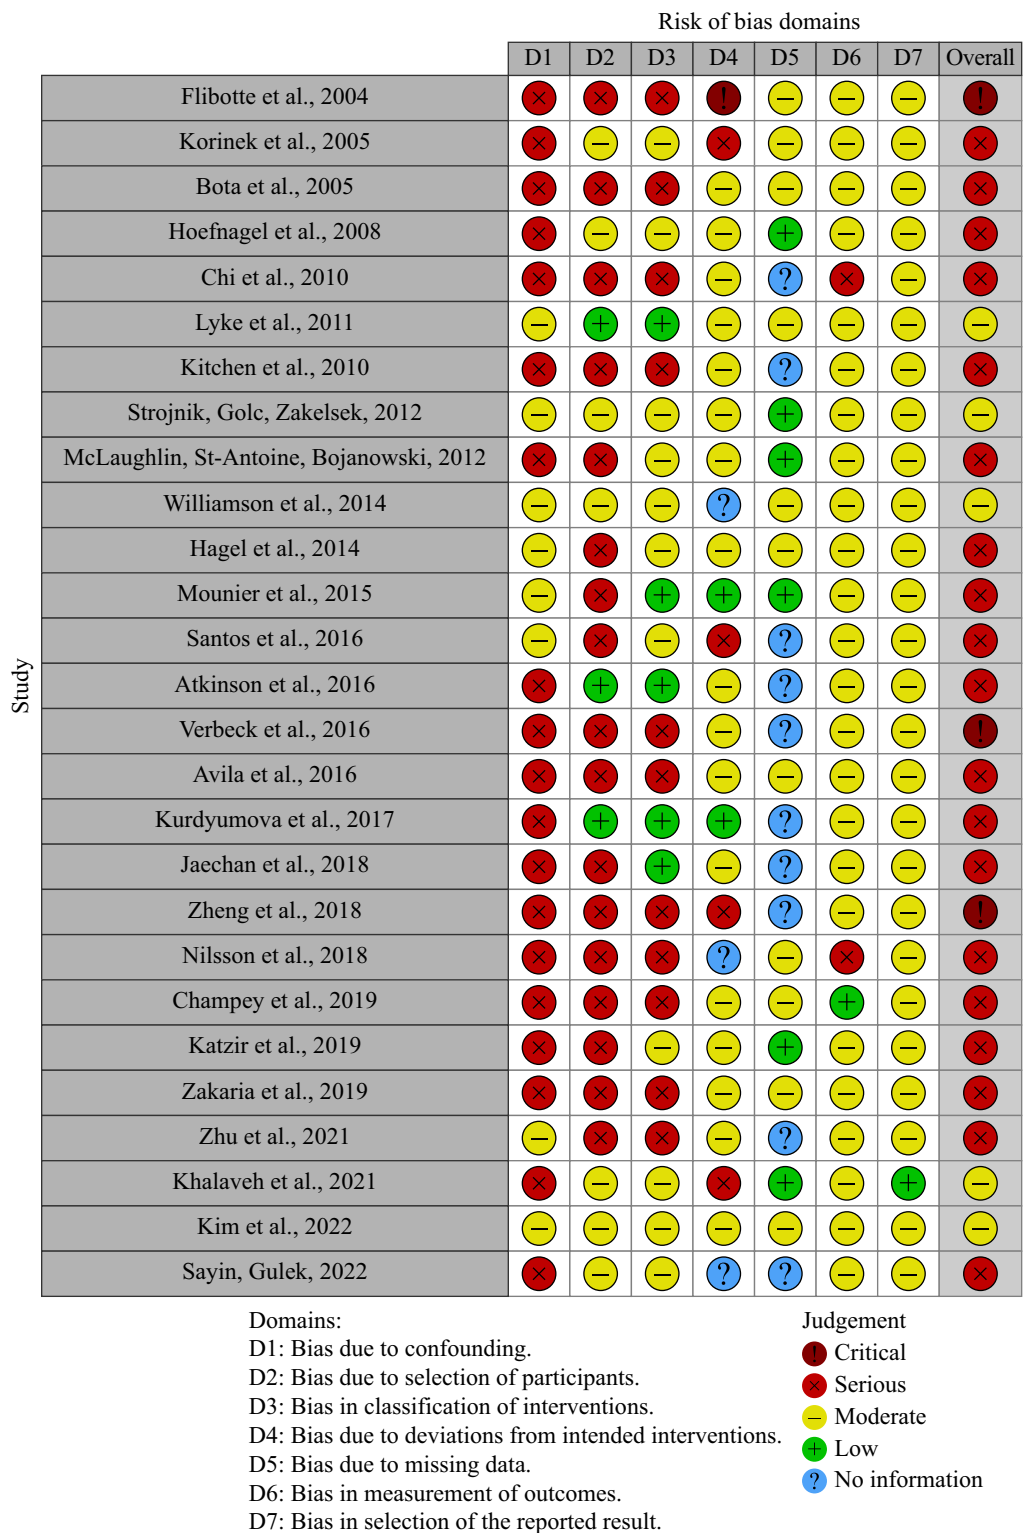 Risk of bias domains
D1 D2 D3 D4 D5 D6 D7 Overall
Study
Flibotte et al., 2004 × × × ! − − − !
Korinek et al., 2005 × − − × − − − ×
Bota et al., 2005 × × × − − − − ×
Hoefnagel et al., 2008 × − − − + − − ×
Chi et al., 2010 × × × − ? × − ×
Lyke et al., 2011 − + + − − − − −
Kitchen et al., 2010 × × × − ? − − ×
Strojnik, Golc, Zakelsek, 2012 − − − − + − − −
McLaughlin, St-Antoine, Bojanowski, 2012 × × − − + − − ×
Williamson et al., 2014 − − − ? − − − −
Hagel et al., 2014 − × − − − − − ×
Mounier et al., 2015 − × + + + − − ×
Santos et al., 2016 − × − × ? − − ×
Atkinson et al., 2016 × + + − ? − − ×
Verbeck et al., 2016 × × × − ? − − !
Avila et al., 2016 × × × − − − − ×
Kurdyumova et al., 2017 × + + + ? − − ×
Jaechan et al., 2018 × × + − ? − − ×
Zheng et al., 2018 × × × × ? − − !
Nilsson et al., 2018 × × × ? − × − ×
Champey et al., 2019 × × × − − + − ×
Katzir et al., 2019 × × − − + − − ×
Zakaria et al., 2019 × × × − − − − ×
Zhu et al., 2021 − × × − ? − − ×
Khalaveh et al., 2021 × − − × + − + −
Kim et al., 2022 − − − − − − − −
Sayin, Gulek, 2022 × − − ? ? − − ×
Domains:
D1: Bias due to confounding.
D2: Bias due to selection of participants.
D3: Bias in classification of interventions.
D4: Bias due to deviations from intended interventions.
D5: Bias due to missing data.
D6: Bias in measurement of outcomes.
D7: Bias in selection of the reported result.
Judgement
! Critical
× Serious
− Moderate
+ Low
? No information